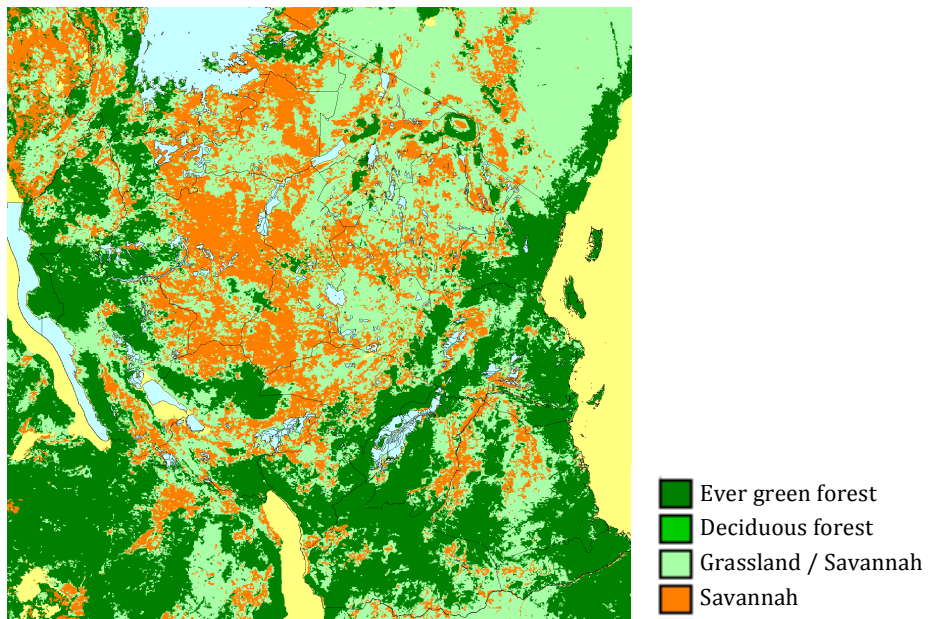 Ever green forest
Deciduous forest
Grassland / Savannah
Savannah